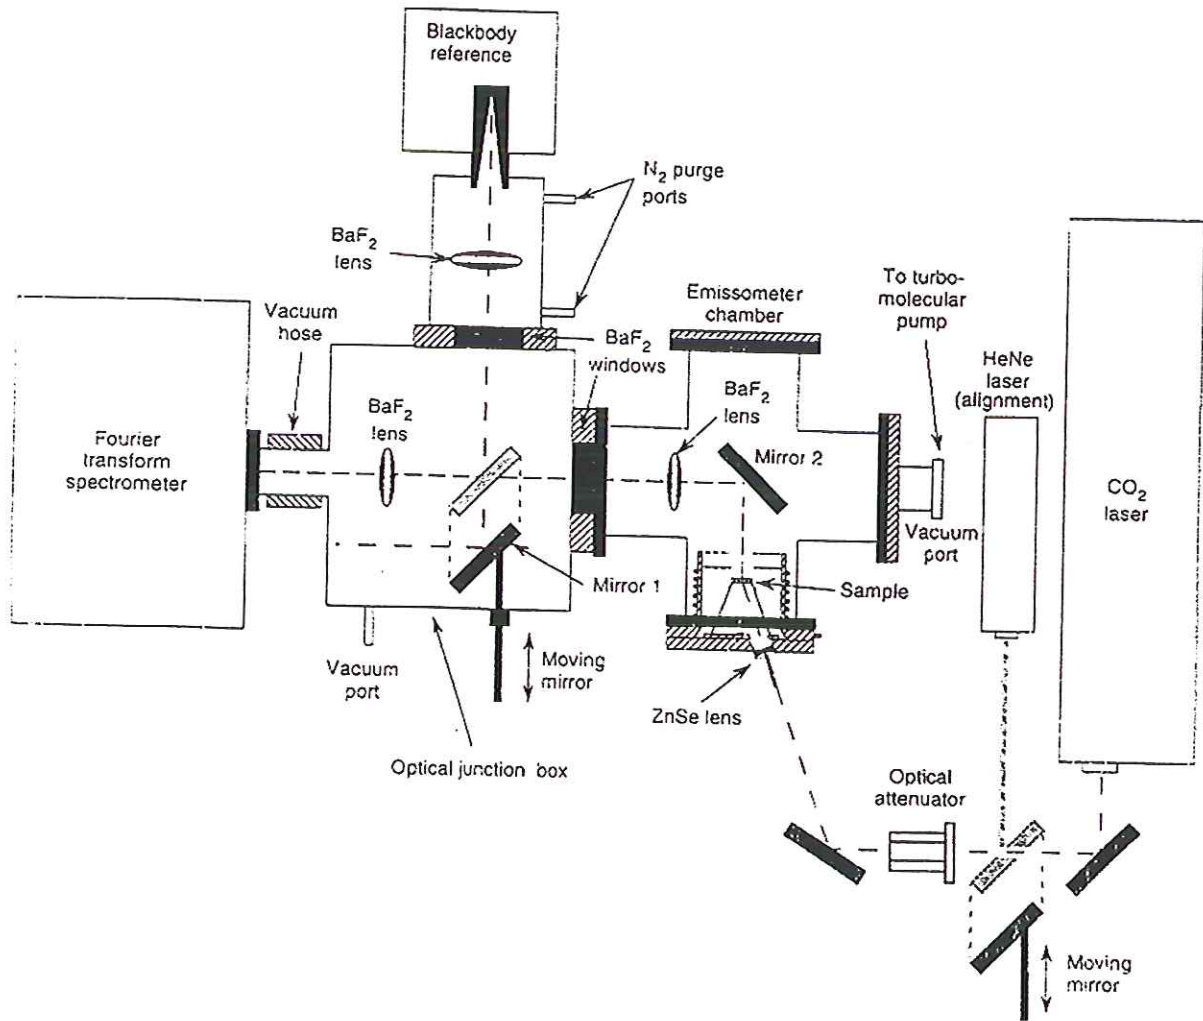 Blackbody
reference
N2 purge
ports
BaF2
lens
Vacuum
hose
Emissometer
chamber
To turbo-
molecular
pump
BaF2
windows
HeNe
laser
(alignment)
BaF2
lens
BaF2
lens
Fourier
transform
spectrometer
Mirror 2
CO2
laser
Vacuum
port
Mirror 1
Sample
Vacuum
port
Moving
mirror
ZnSe lens
Optical junction box
Optical
attenuator
Moving
mirror